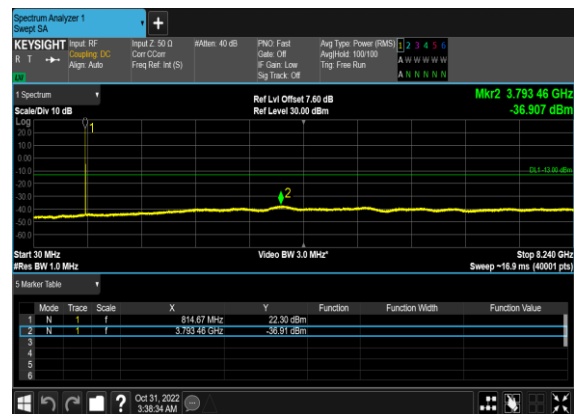 Spectrum Analyzer 1
Swept SA
+
KEYSIGHT Input: RF Input Z: 50 Ω #Atten: 40 dB PNO: Fast Avg Type: Power (RMS) 1 2 3 4 5 6
R T Coupling: DC Corr CCorr Gate: Off Avg|Hold: 100/100 A W W W W W
Align: Auto Freq Ref: Int (S) IF Gain: Low Trig: Free Run
Sig Track: Off A N N N N N
1 Spectrum Ref Lvl Offset 7.60 dB Mkr2 3.793 46 GHz
Scale/Div 10 dB Ref Level 30.00 dBm -36.907 dBm
Log
1
20.0
10.0
0.00
-10.0
DL1 -13.00 dBm
-20.0
-30.0
2
-40.0
-50.0
-60.0
Start 30 MHz Video BW 3.0 MHz* Stop 8.240 GHz
#Res BW 1.0 MHz Sweep ~16.9 ms (40001 pts)
5 Marker Table
Mode Trace Scale X Y Function Function Width Function Value
1 N 1 f 814.67 MHz 22.30 dBm
2 N 1 f 3.793 46 GHz -36.91 dBm
3
4
5
6
? Oct 31, 2022
3:38:34 AM